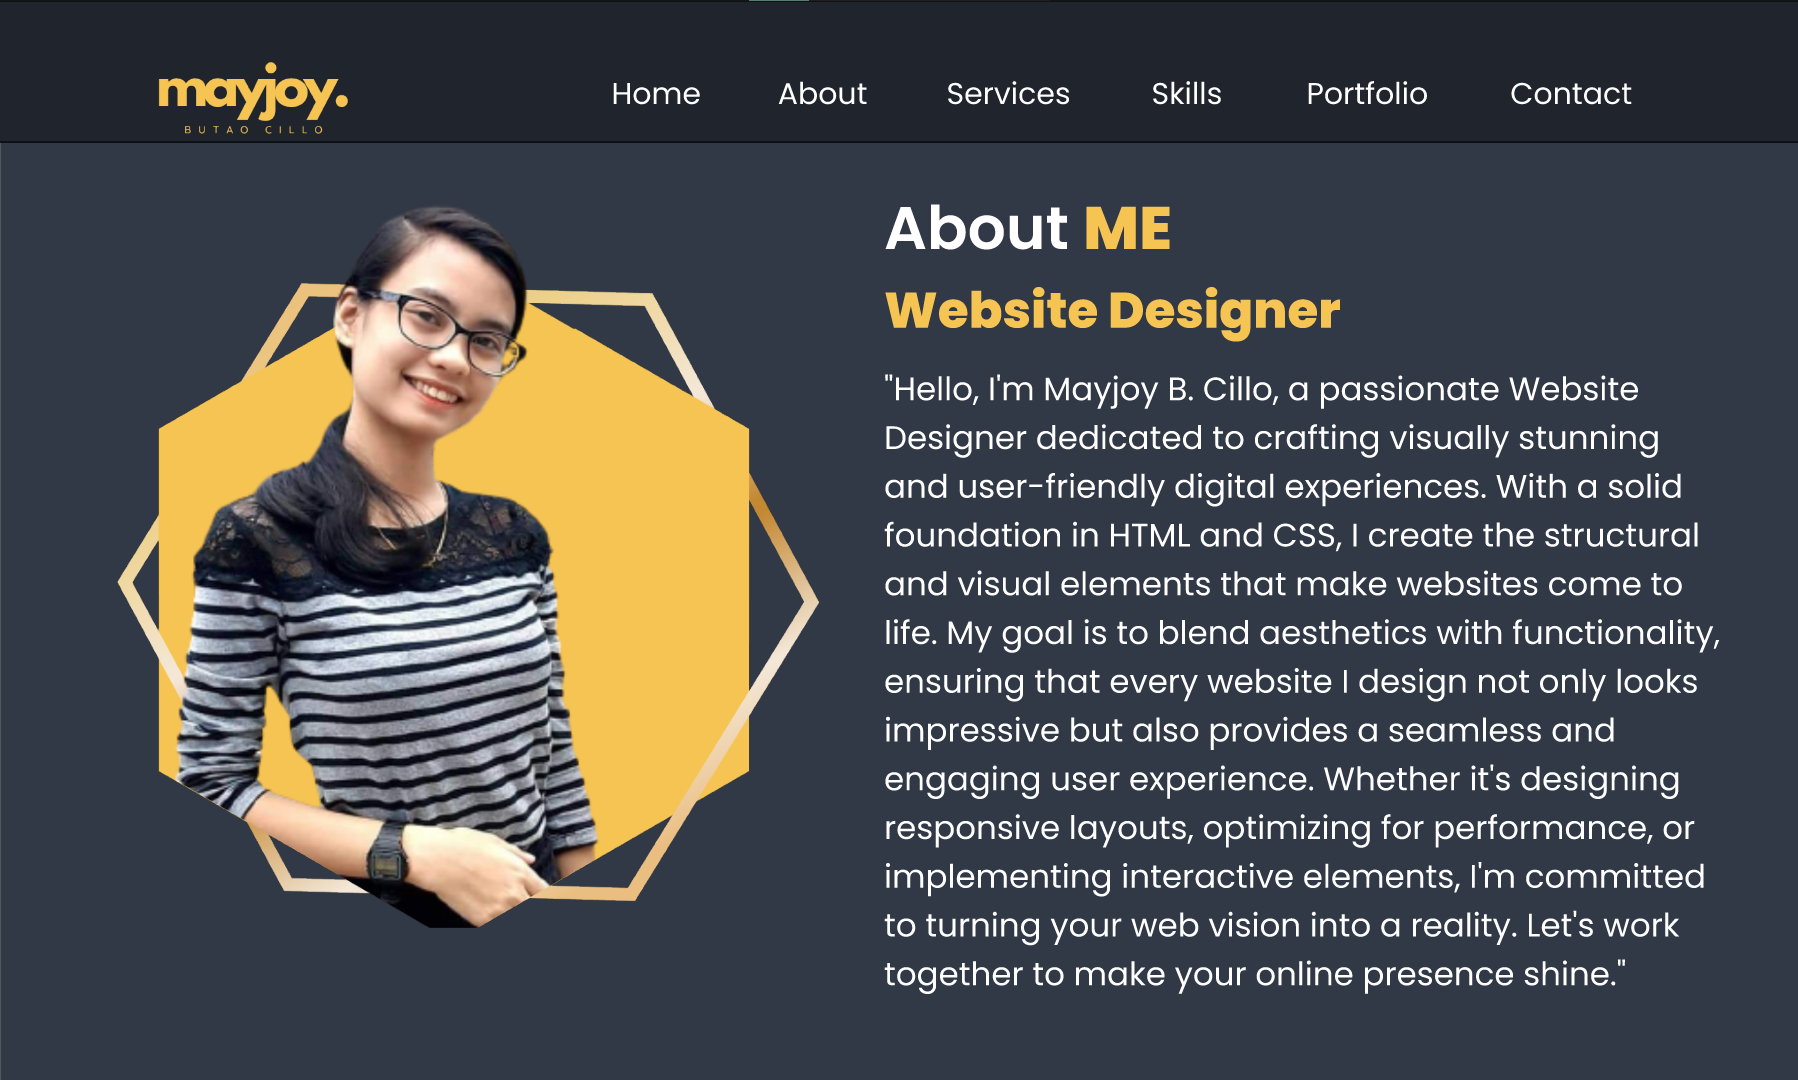 mayjoy.
BUTAO CILLO
Home About Services Skills Portfolio Contact
About ME
Website Designer
"Hello, I'm Mayjoy B. Cillo, a passionate Website
Designer dedicated to crafting visually stunning
and user-friendly digital experiences. With a solid
foundation in HTML and CSS, I create the structural
and visual elements that make websites come to
life. My goal is to blend aesthetics with functionality,
ensuring that every website I design not only looks
impressive but also provides a seamless and
engaging user experience. Whether it's designing
responsive layouts, optimizing for performance, or
implementing interactive elements, I'm committed
to turning your web vision into a reality. Let's work
together to make your online presence shine."